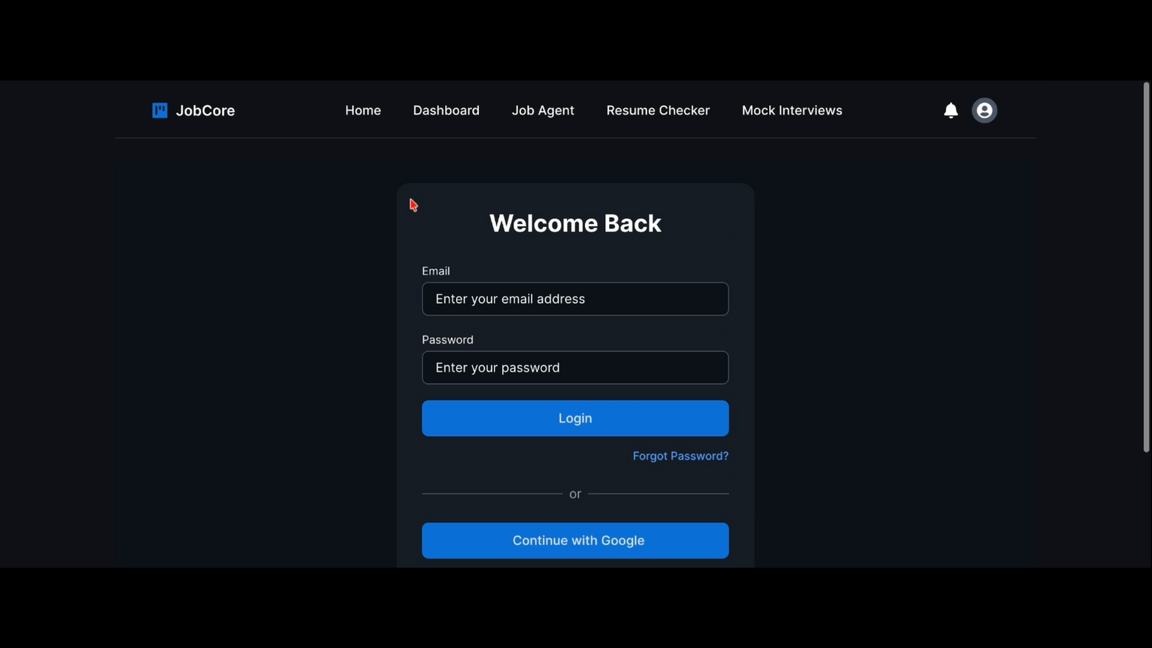 JobCore Home Dashboard Job Agent Resume Checker Mock Interviews
Welcome Back
Email
Enter your email address
Password
Enter your password
Login
Forgot Password?
or
Continue with Google